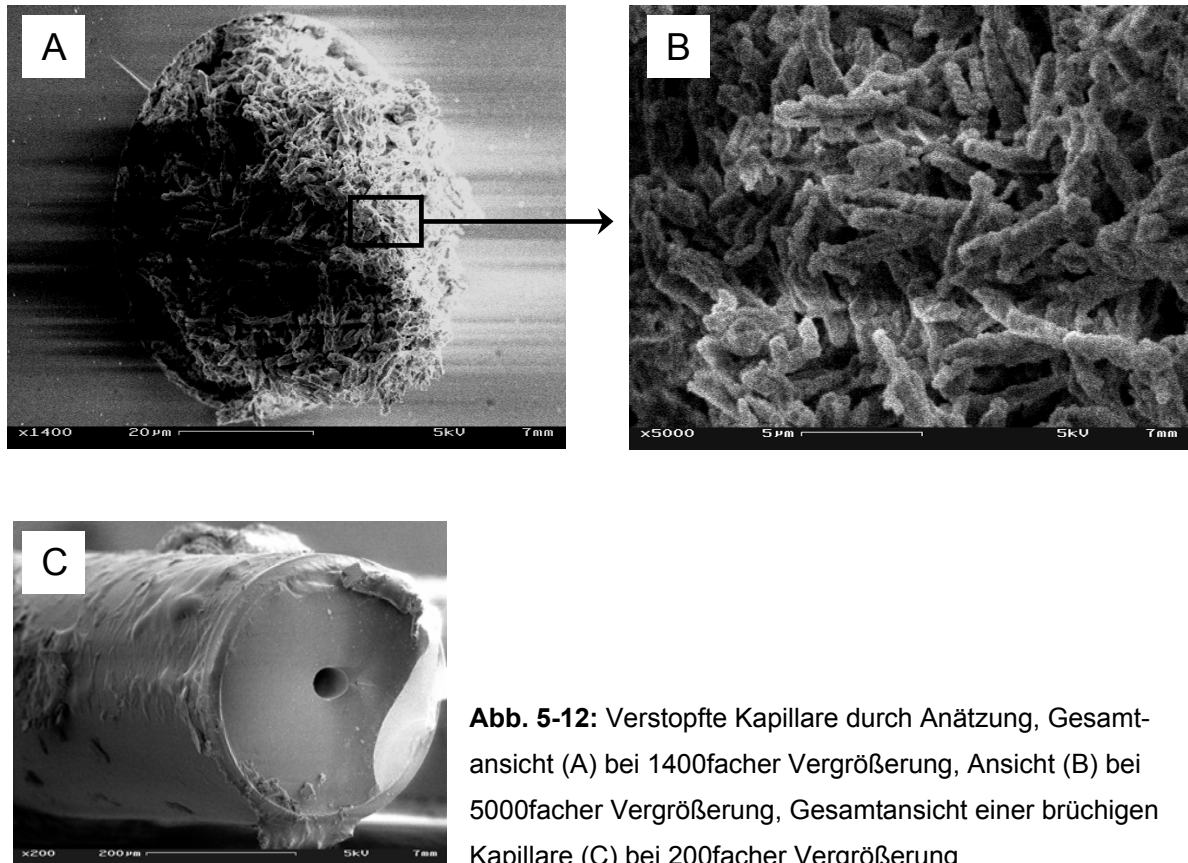 A
x1400 20µm 5kV 7mm
B
x5000 5µm 5kV 7mm
C
x200 200µm 5kV 7mm
Abb. 5-12: Verstopfte Kapillare durch Anätzung, Gesamt-
ansicht (A) bei 1400facher Vergrößerung, Ansicht (B) bei
5000facher Vergrößerung, Gesamtansicht einer brüchigen
Kapillare (C) bei 200facher Vergrößerung